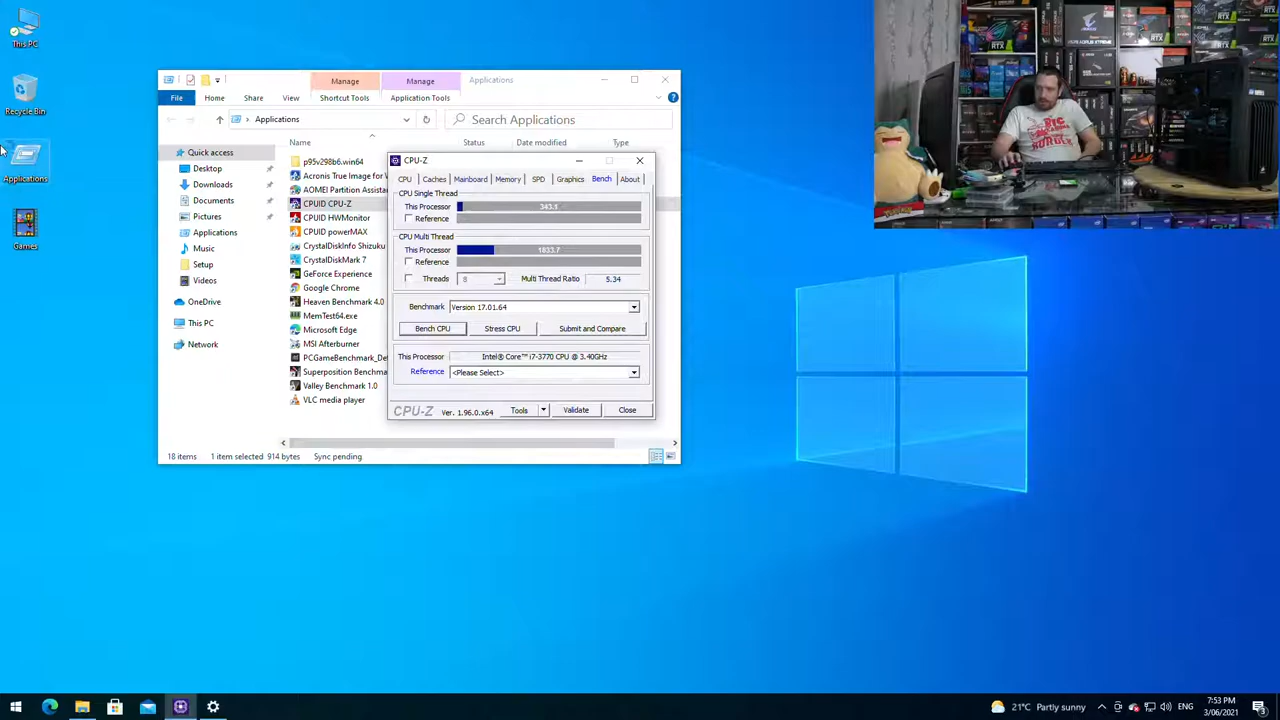 This PC
Recycle Bin
Applications
Games
Manage
Manage
Applications
File
Home
Share
View
Shortcut Tools
Application Tools
Applications
Search Applications
Name
Status
Date modified
Type
Quick access
Desktop
Downloads
Documents
Pictures
Applications
Music
Setup
Videos
OneDrive
This PC
Network
p95v298b6.win64
Acronis True Image for W
AOMEI Partition Assistan
CPUID CPU-Z
CPUID HWMonitor
CPUID powerMAX
CrystalDiskInfo Shizuku
CrystalDiskMark 7
GeForce Experience
Google Chrome
Heaven Benchmark 4.0
MemTest64.exe
Microsoft Edge
MSI Afterburner
PCGameBenchmark_Det
Superposition Benchma
Valley Benchmark 1.0
VLC media player
18 items
1 item selected 914 bytes
Sync pending
CPU-Z
CPU
Caches
Mainboard
Memory
SPD
Graphics
Bench
About
CPU Single Thread
This Processor
343.1
Reference
CPU Multi Thread
This Processor
1833.7
Reference
Threads
8
Multi Thread Ratio
5.34
Benchmark
Version 17.01.64
Bench CPU
Stress CPU
Submit and Compare
This Processor
Intel® Core™ i7-3770 CPU @ 3.40GHz
Reference
<Please Select>
CPU-Z
Ver. 1.96.0.x64
Tools
Validate
Close
BIG
RTX
RTX
POKEMON
21°C Partly sunny
ENG
7:53 PM
3/06/2021